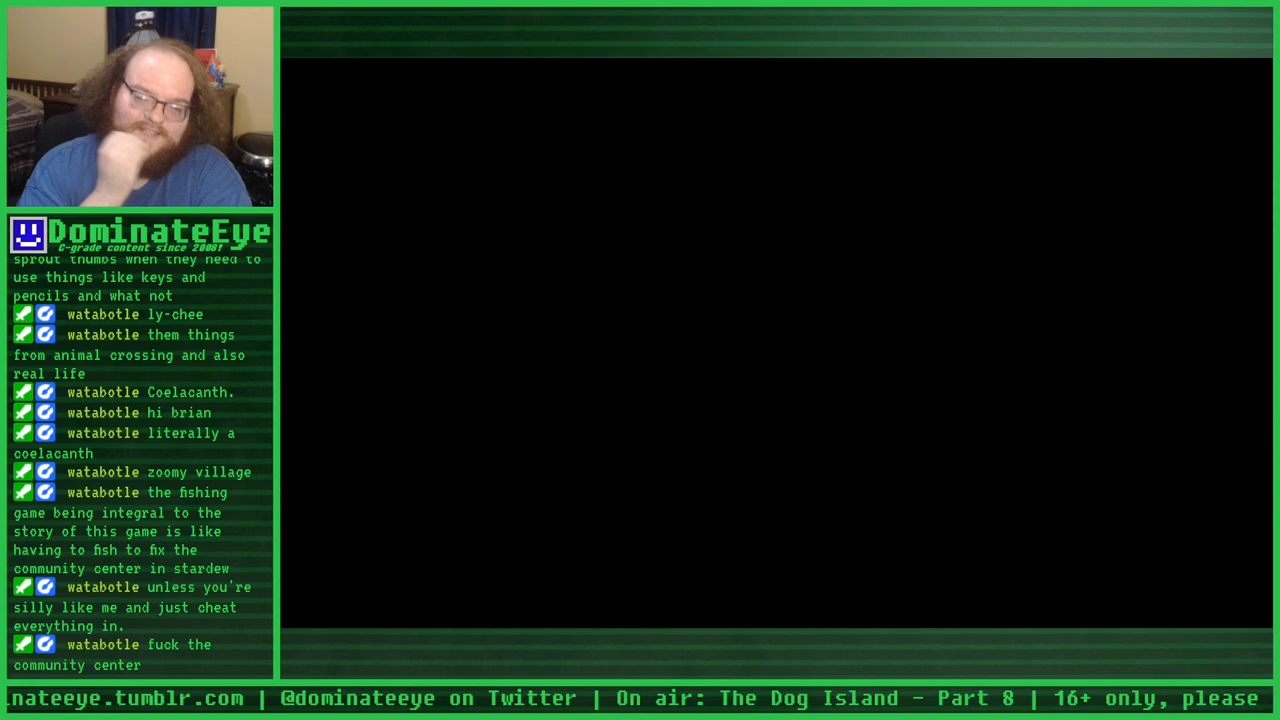 DominateEye
C-grade content since 2008!
sprout thumbs when they need to
use things like keys and
pencils and what not
watabotle ly-chee
watabotle them things
from animal crossing and also
real life
watabotle Coelacanth.
watabotle hi brian
watabotle literally a
coelacanth
watabotle zoomy village
watabotle the fishing
game being integral to the
story of this game is like
having to fish to fix the
community center in stardew
watabotle unless you're
silly like me and just cheat
everything in.
watabotle fuck the
community center
nateeye.tumblr.com | @dominateeye on Twitter | On air: The Dog Island - Part 8 | 16+ only, please